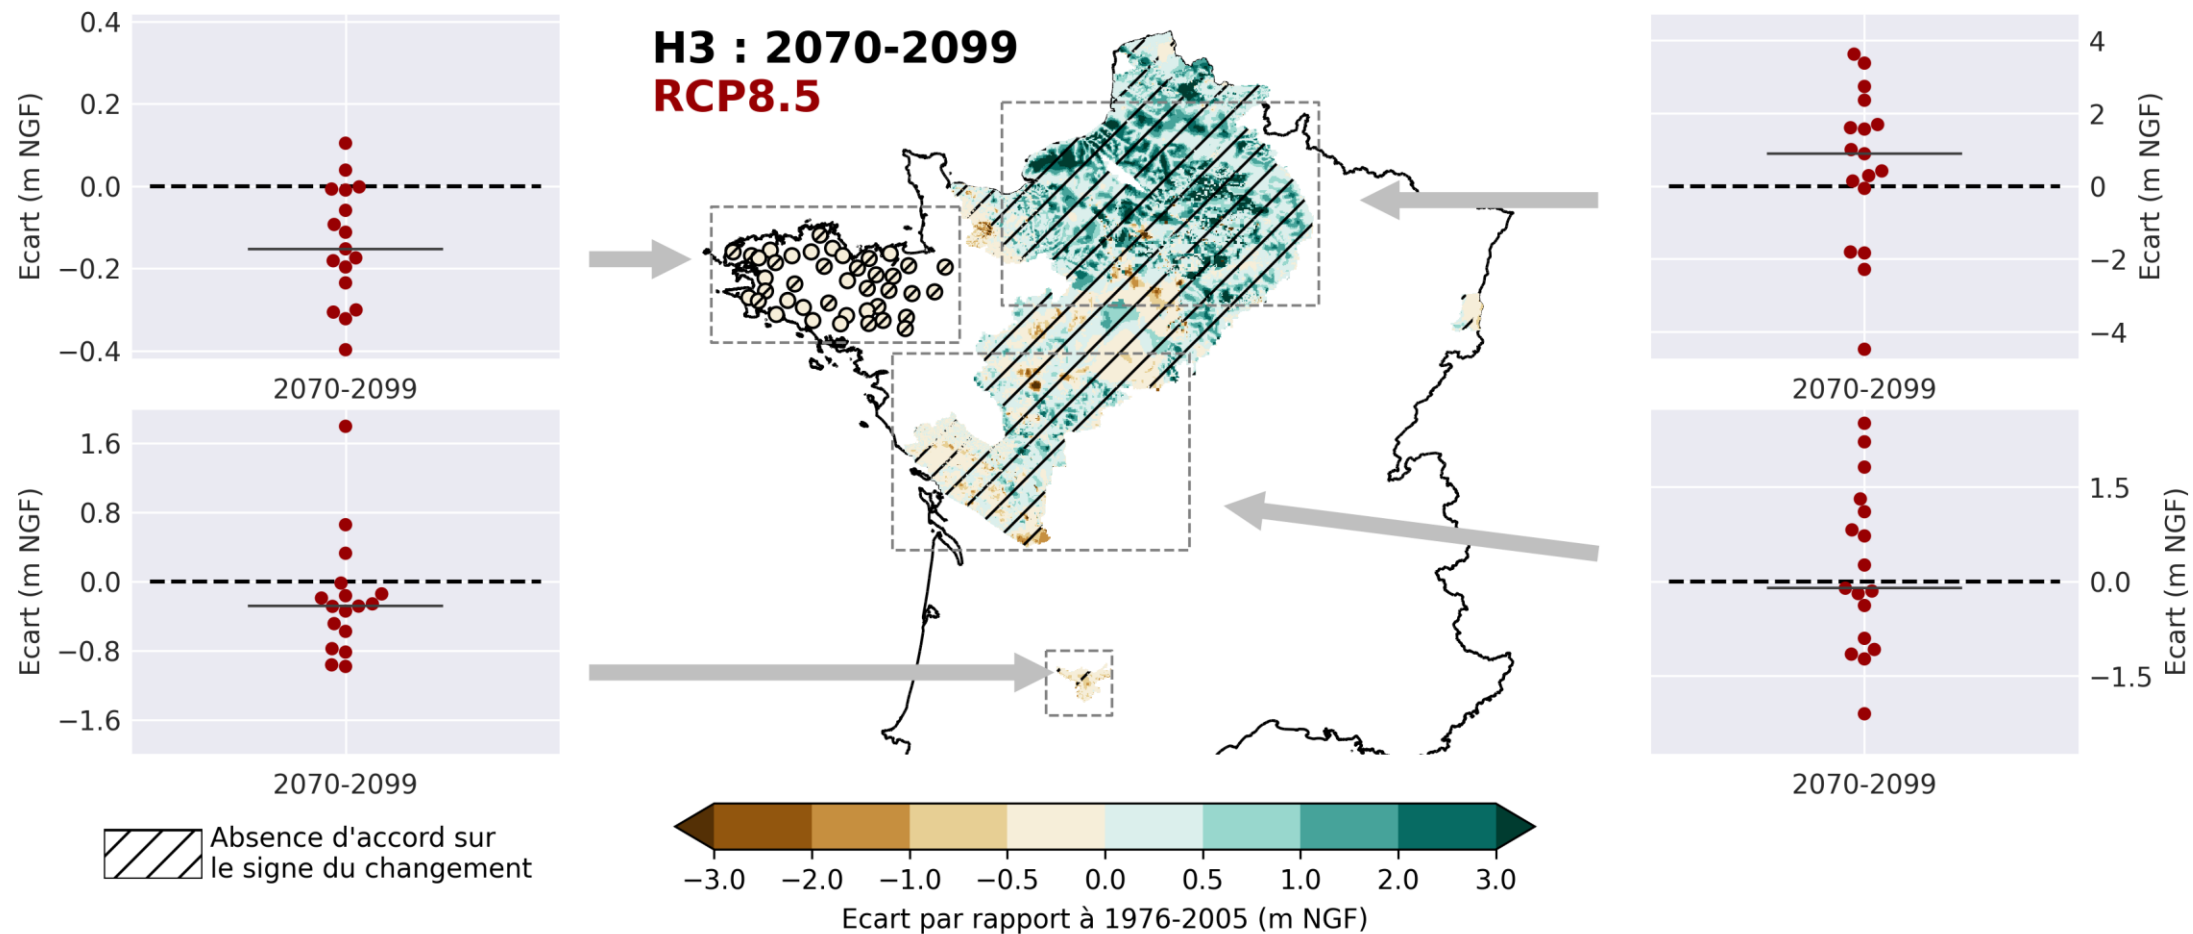 H3 : 2070-2099
RCP8.5
0.4
0.2
0.0
−0.2
−0.4
Ecart (m NGF)
2070-2099
1.6
0.8
0.0
−0.8
−1.6
Ecart (m NGF)
2070-2099
4
2
0
−2
−4
Ecart (m NGF)
2070-2099
1.5
0.0
−1.5
Ecart (m NGF)
2070-2099
Absence d'accord sur
le signe du changement
−3.0 −2.0 −1.0 −0.5 0.0 0.5 1.0 2.0 3.0
Ecart par rapport à 1976-2005 (m NGF)